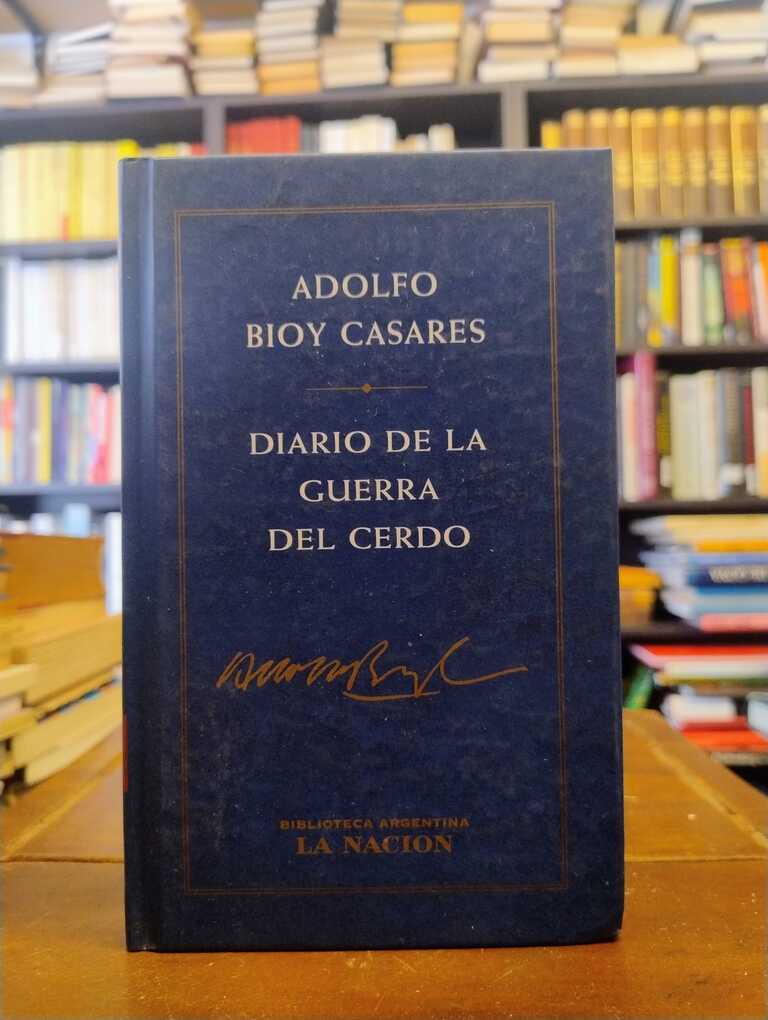 ADOLFO
BIOY CASARES
DIARIO DE LA
GUERRA
DEL CERDO
BIBLIOTECA ARGENTINA
LA NACION